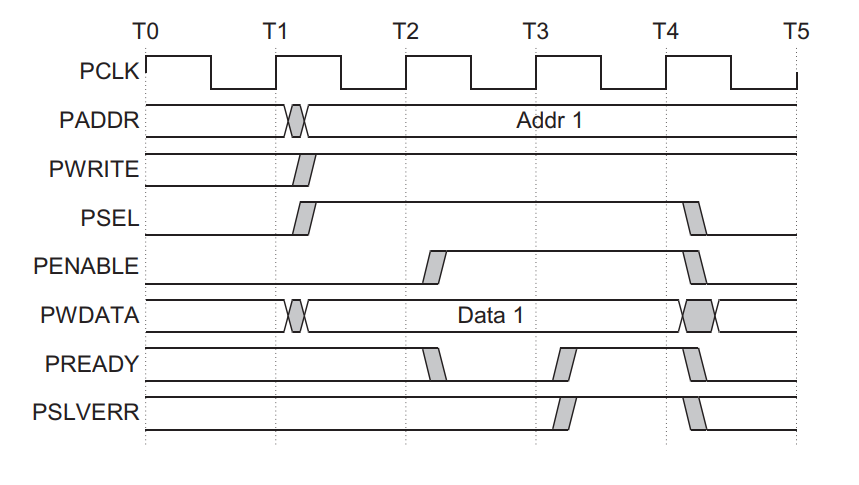 T0 T1 T2 T3 T4 T5
PCLK
PADDR Addr 1
PWRITE
PSEL
PENABLE
PWDATA Data 1
PREADY
PSLVERR